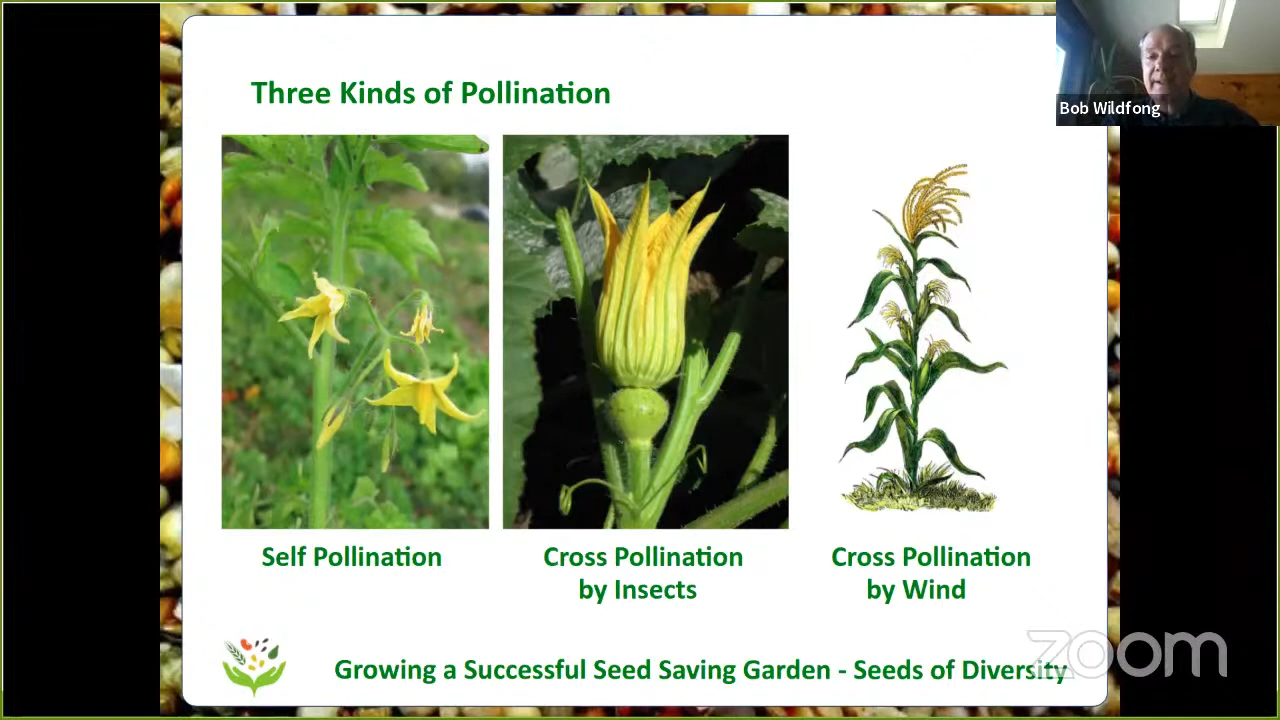 Three Kinds of Pollination
Bob Wildfong
Self Pollination
Cross Pollination
by Insects
Cross Pollination
by Wind
Growing a Successful Seed Saving Garden - Seeds of Diversity
zoom